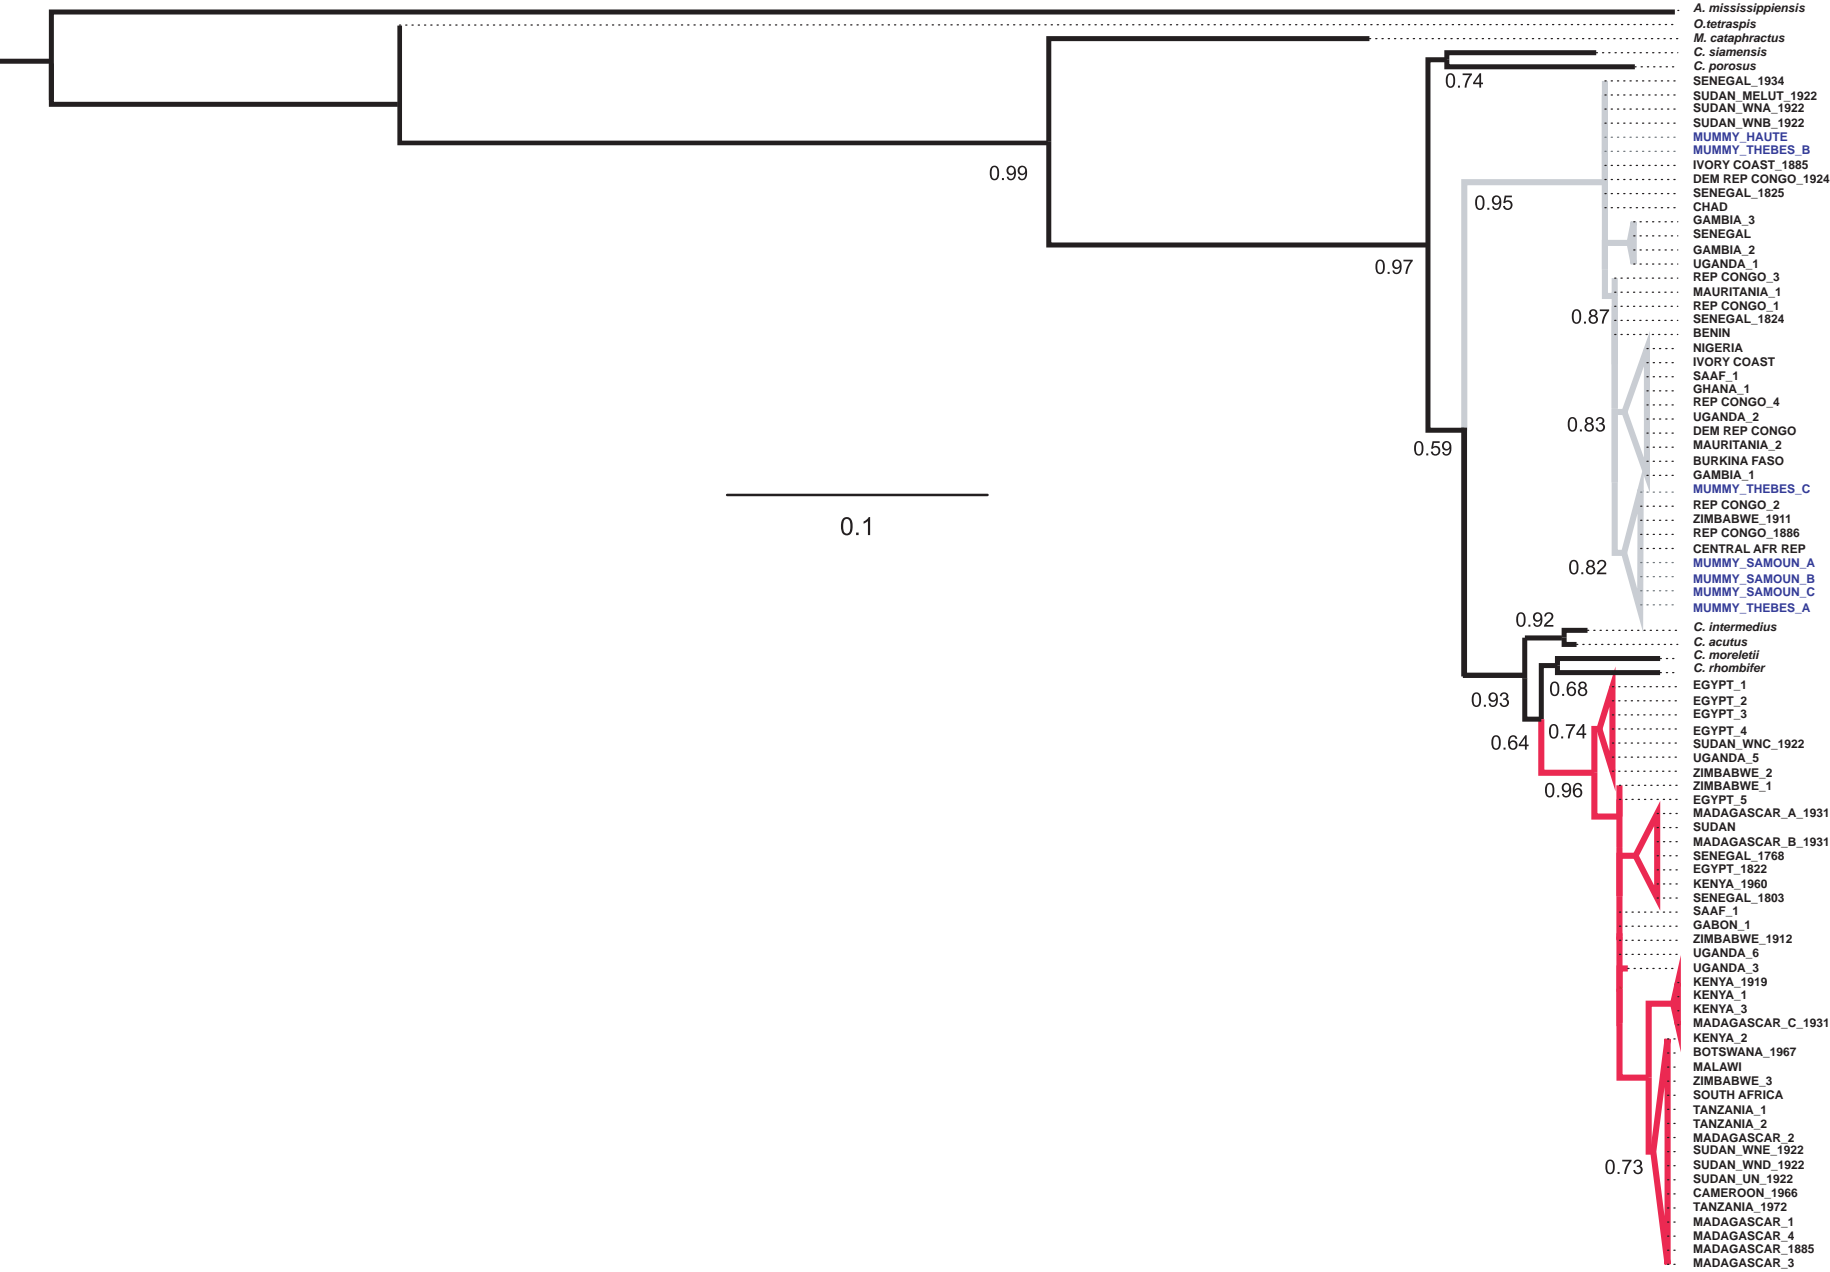 A. mississippiensis
O.tetraspis
M. cataphractus
C. siamensis
C. porosus
0.74
SENEGAL_1934
SUDAN_MELUT_1922
SUDAN_WNA_1922
SUDAN_WNB_1922
MUMMY_HAUTE
MUMMY_THEBES_B
IVORY COAST_1885
0.99
DEM REP CONGO_1924
SENEGAL_1825
0.95
CHAD
GAMBIA_3
SENEGAL
GAMBIA_2
UGANDA_1
0.97
REP CONGO_3
MAURITANIA_1
REP CONGO_1
0.87
SENEGAL_1824
BENIN
NIGERIA
IVORY COAST
SAAF_1
GHANA_1
REP CONGO_4
UGANDA_2
0.83
DEM REP CONGO
MAURITANIA_2
0.59
BURKINA FASO
GAMBIA_1
MUMMY_THEBES_C
REP CONGO_2
ZIMBABWE_1911
0.1
REP CONGO_1886
CENTRAL AFR REP
MUMMY_SAMOUN_A
0.82
MUMMY_SAMOUN_B
MUMMY_SAMOUN_C
MUMMY_THEBES_A
0.92
C. intermedius
C. acutus
C. moreletii
C. rhombifer
EGYPT_1
0.68
0.93
EGYPT_2
EGYPT_3
EGYPT_4
0.74
0.64
SUDAN_WNC_1922
UGANDA_5
ZIMBABWE_2
ZIMBABWE_1
0.96
EGYPT_5
MADAGASCAR_A_1931
SUDAN
MADAGASCAR_B_1931
SENEGAL_1768
EGYPT_1822
KENYA_1960
SENEGAL_1803
SAAF_1
GABON_1
ZIMBABWE_1912
UGANDA_6
UGANDA_3
KENYA_1919
KENYA_1
KENYA_3
MADAGASCAR_C_1931
KENYA_2
BOTSWANA_1967
MALAWI
ZIMBABWE_3
SOUTH AFRICA
TANZANIA_1
TANZANIA_2
MADAGASCAR_2
SUDAN_WNE_1922
0.73
SUDAN_WND_1922
SUDAN_UN_1922
CAMEROON_1966
TANZANIA_1972
MADAGASCAR_1
MADAGASCAR_4
MADAGASCAR_1885
MADAGASCAR_3